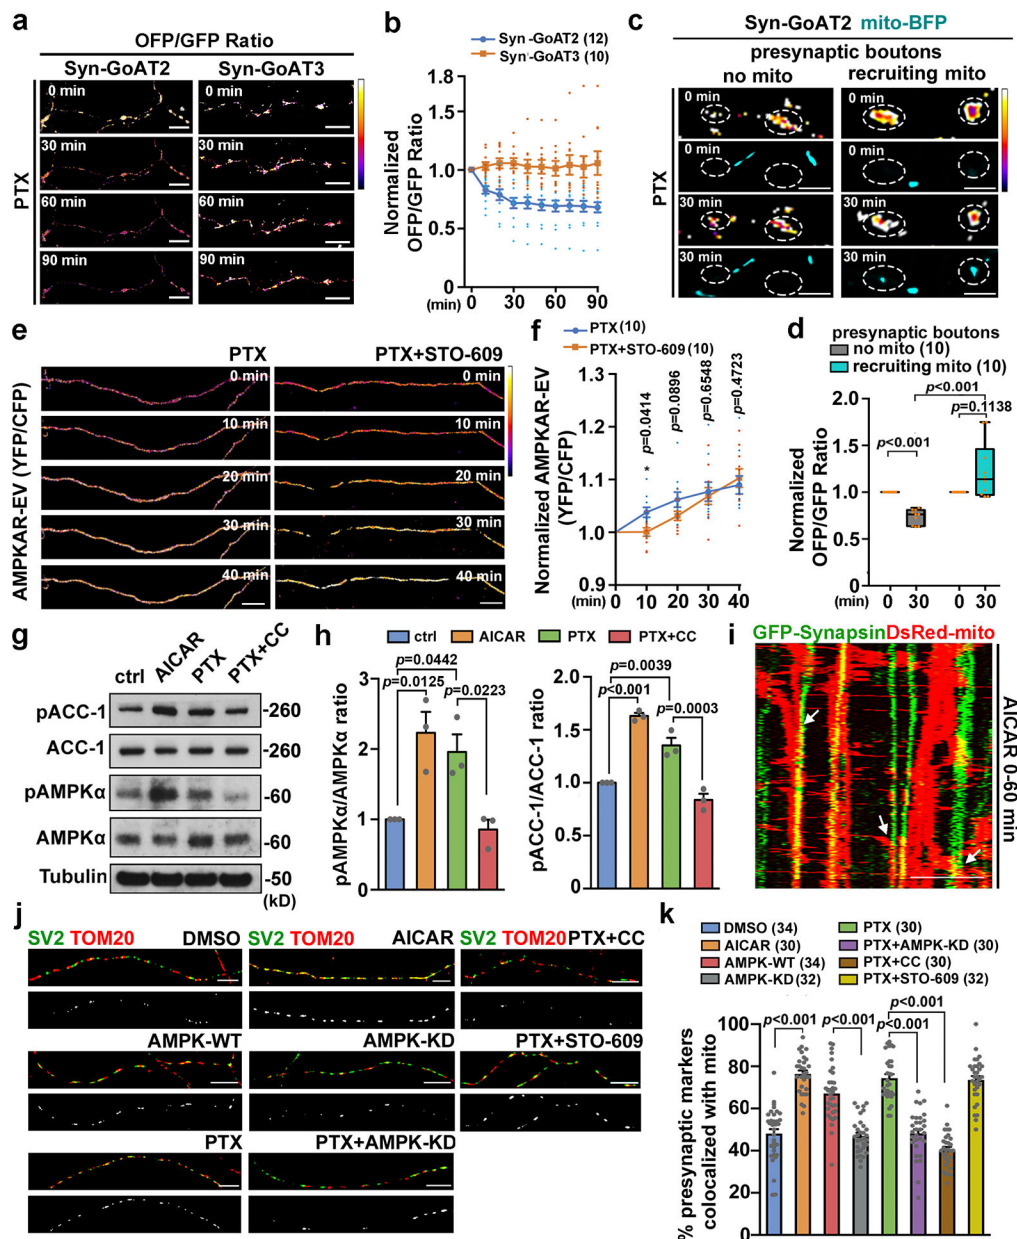 a
OFP/GFP Ratio
Syn-GoAT2 Syn-GoAT3
PTX
0 min 0 min
30 min 30 min
60 min 60 min
90 min 90 min
b
Syn-GoAT2 (12)
Syn-GoAT3 (10)
Normalized
OFP/GFP Ratio
1.8
1.0
0.5
0
(min) 0 30 60 90
c
Syn-GoAT2 mito-BFP
presynaptic boutons
no mito recruiting mito
PTX
0 min 0 min
0 min 0 min
30 min 30 min
30 min 30 min
d
presynaptic boutons
no mito (10)
recruiting mito (10)
p<0.001
p=0.1138
p<0.001
Normalized
OFP/GFP Ratio
2.0
1.5
1.0
0.5
0
(min) 0 30 0 30
e
PTX PTX+STO-609
AMPKAR-EV (YFP/CFP)
0 min 0 min
10 min 10 min
20 min 20 min
30 min 30 min
40 min 40 min
f
PTX (10)
PTX+STO-609 (10)
Normalized AMPKAR-EV
(YFP/CFP)
1.3
1.2
1.1
1.0
0.9
p=0.0414
p=0.0896
p=0.6548
p=0.4723
*
(min) 0 10 20 30 40
g
ctrl AICAR PTX PTX+CC
pACC-1 -260
ACC-1 -260
pAMPKα -60
AMPKα -60
Tubulin -50
(kD)
h
ctrl AICAR PTX PTX+CC
pAMPKα/AMPKα ratio
3
2
1
0
p=0.0442
p=0.0125
p=0.0223
pACC-1/ACC-1 ratio
2.0
1.5
1.0
0.5
0
p=0.0039
p<0.001
p=0.0003
i
GFP-SynapsinDsRed-mito
AICAR 0-60 min
j
SV2 TOM20 DMSO
SV2 TOM20 AICAR
SV2 TOM20 PTX+CC
AMPK-WT AMPK-KD PTX+STO-609
PTX PTX+AMPK-KD
k
DMSO (34) PTX (30)
AICAR (30) PTX+AMPK-KD (30)
AMPK-WT (34) PTX+CC (30)
AMPK-KD (32) PTX+STO-609 (32)
% presynaptic markers
colocalized with mito
100
80
60
40
20
0
p<0.001
p<0.001
p<0.001
p<0.001